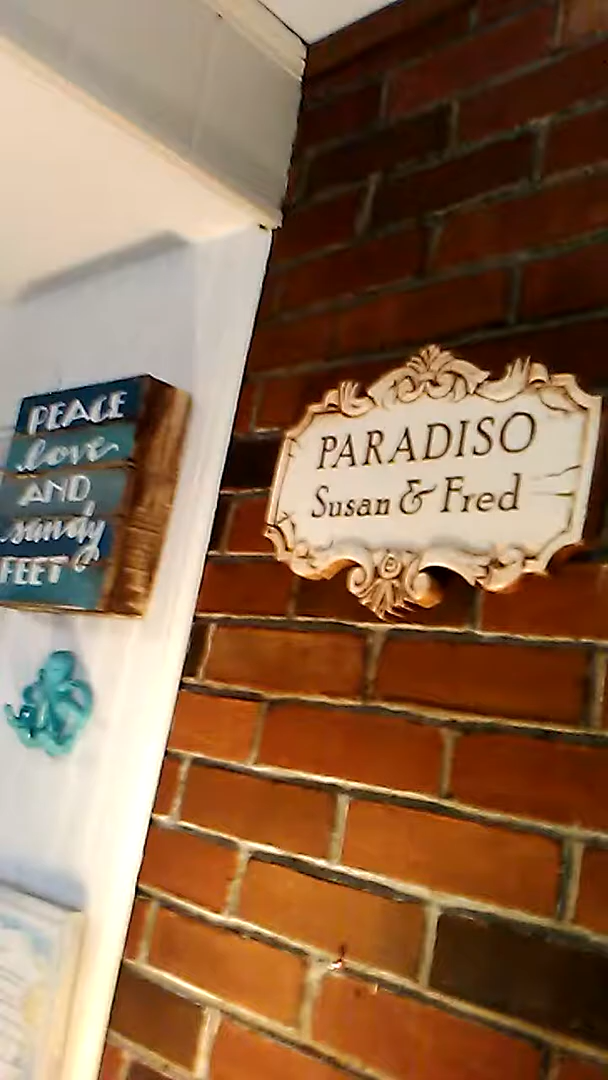 PEACE
love
AND
sandy
FEET
PARADISO
Susan & Fred